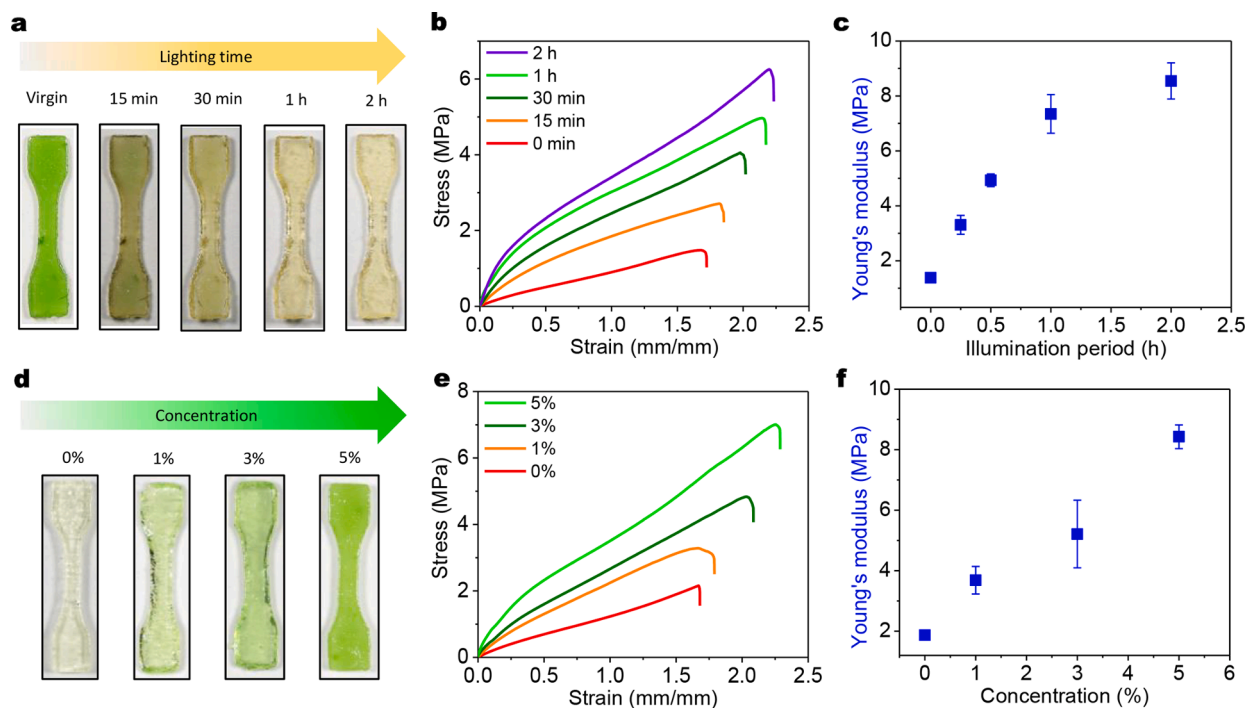 a
Lighting time
Virgin 15 min 30 min 1 h 2 h
b
2 h
1 h
30 min
15 min
0 min
Stress (MPa)
6
4
2
0
0.0 0.5 1.0 1.5 2.0 2.5
Strain (mm/mm)
c
Young's modulus (MPa)
10
8
6
4
2
0.0 0.5 1.0 1.5 2.0 2.5
Illumination period (h)
d
Concentration
0% 1% 3% 5%
e
5%
3%
1%
0%
Stress (MPa)
8
6
4
2
0
0.0 0.5 1.0 1.5 2.0 2.5
Strain (mm/mm)
f
Young's modulus (MPa)
10
8
6
4
2
0 1 2 3 4 5 6
Concentration (%)